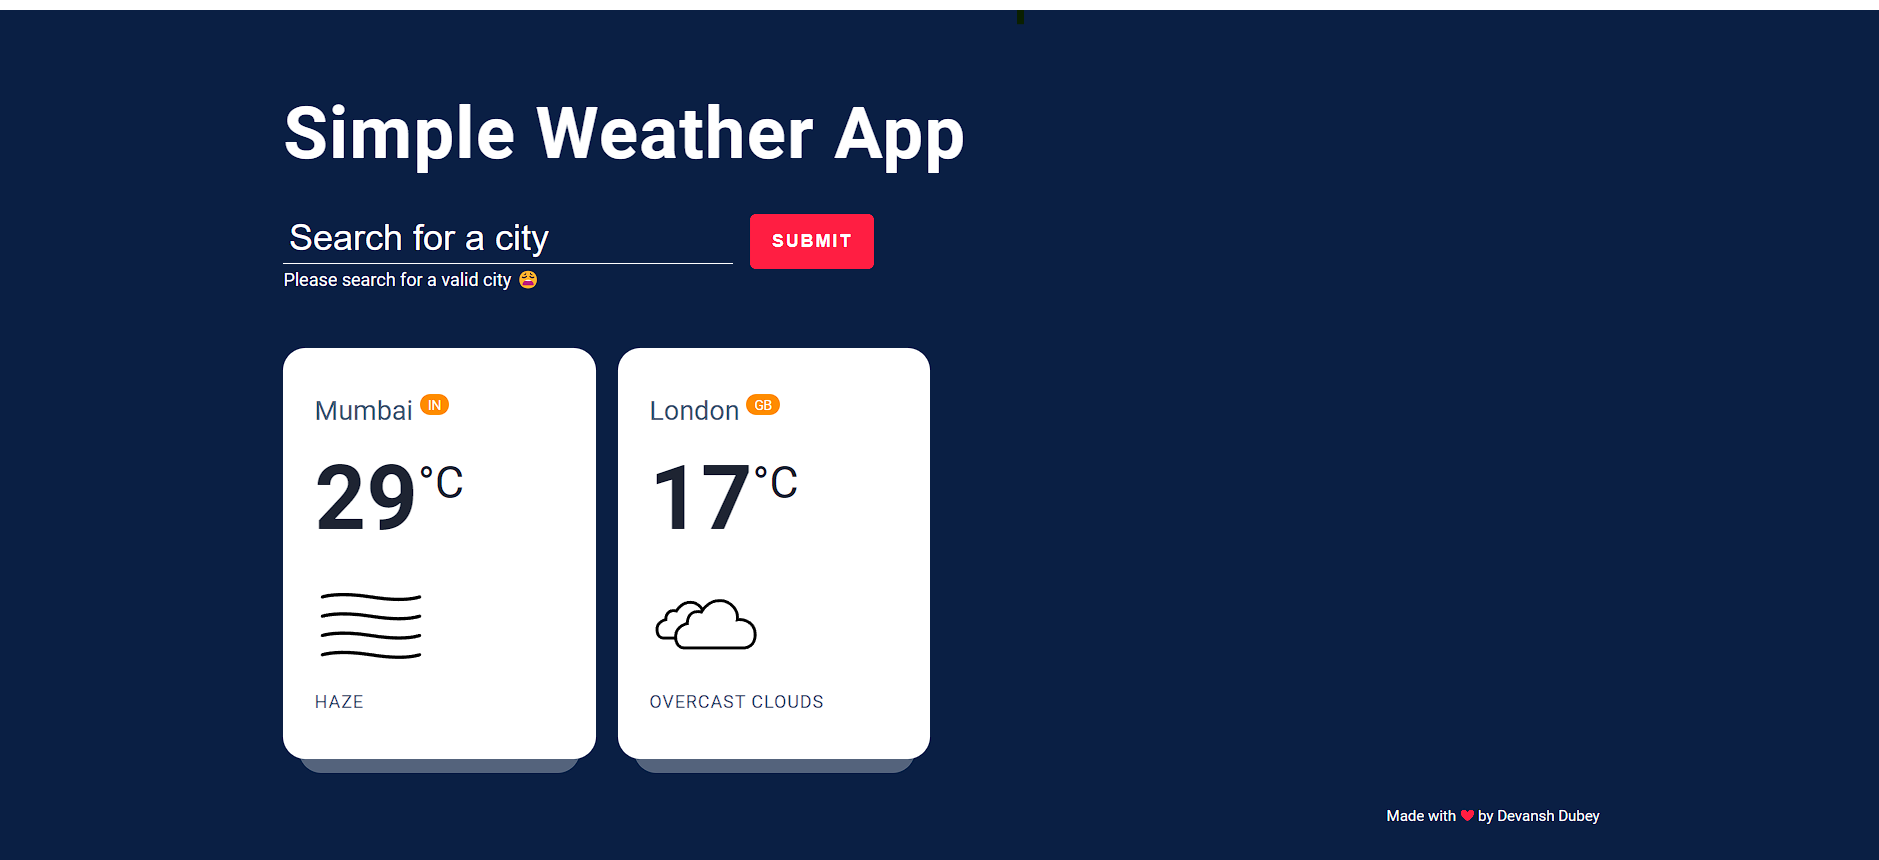 Simple Weather App
Search for a city
SUBMIT
Please search for a valid city 😩
Mumbai IN
29°C
HAZE
London GB
17°C
OVERCAST CLOUDS
Made with ❤ by Devansh Dubey